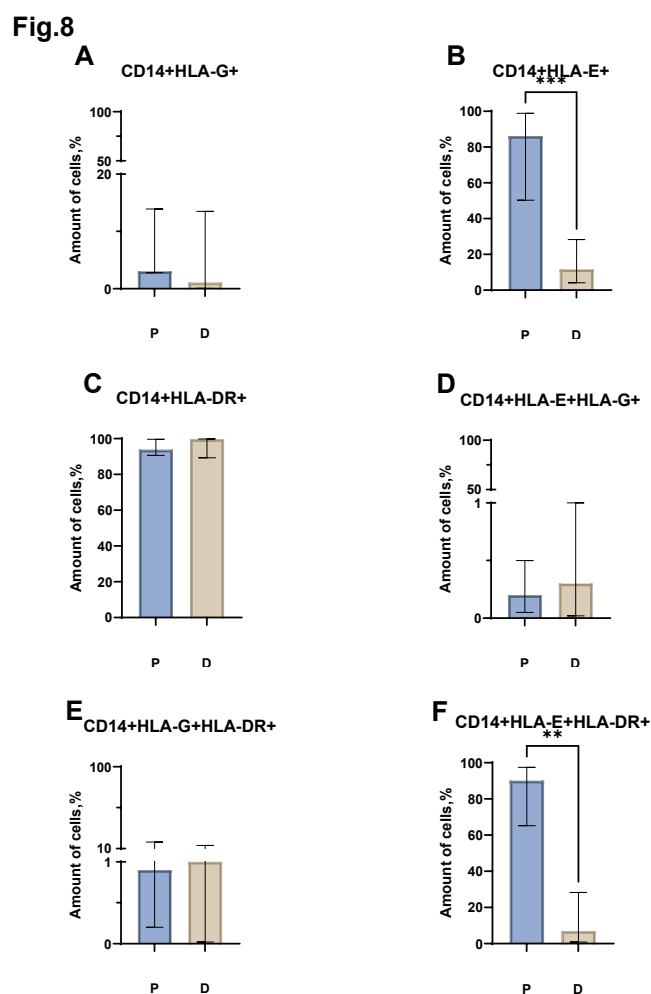 Fig.8
A
CD14+HLA-G+
Amount of cells,%
100
50
20
0
P D
B
CD14+HLA-E+
***
Amount of cells,%
100
80
60
40
20
0
P D
C
CD14+HLA-DR+
Amount of cells,%
100
80
60
40
20
0
P D
D
CD14+HLA-E+HLA-G+
Amount of cells,%
100
50
1
0
P D
E
CD14+HLA-G+HLA-DR+
Amount of cells,%
100
10
1
0
P D
F
CD14+HLA-E+HLA-DR+
**
Amount of cells,%
100
80
60
40
20
0
P D